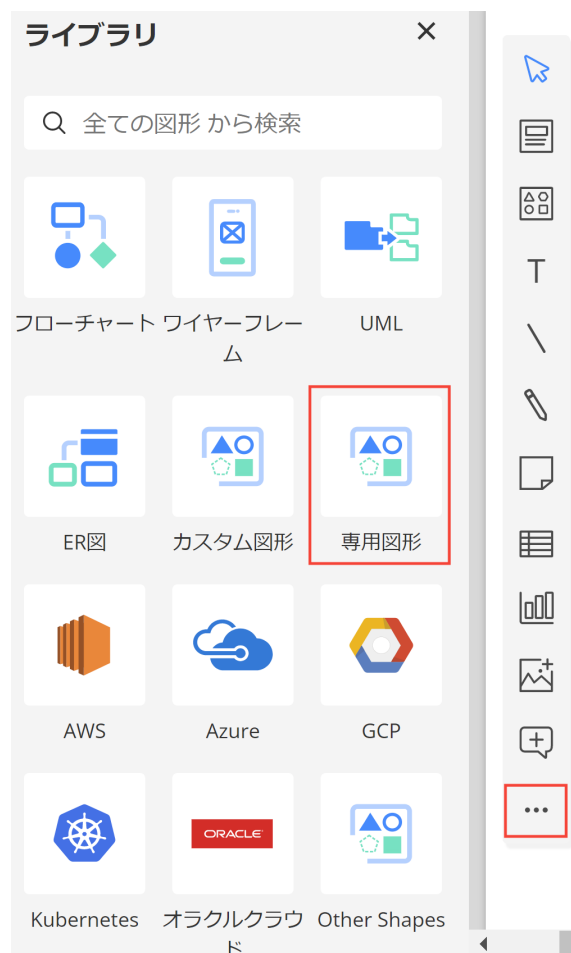 ライブラリ
全ての図形 から検索
フローチャート
ワイヤーフレー
ム
UML
ER図
カスタム図形
専用図形
AWS
Azure
GCP
Kubernetes
ORACLE
オラクルクラウ
ド
Other Shapes
T